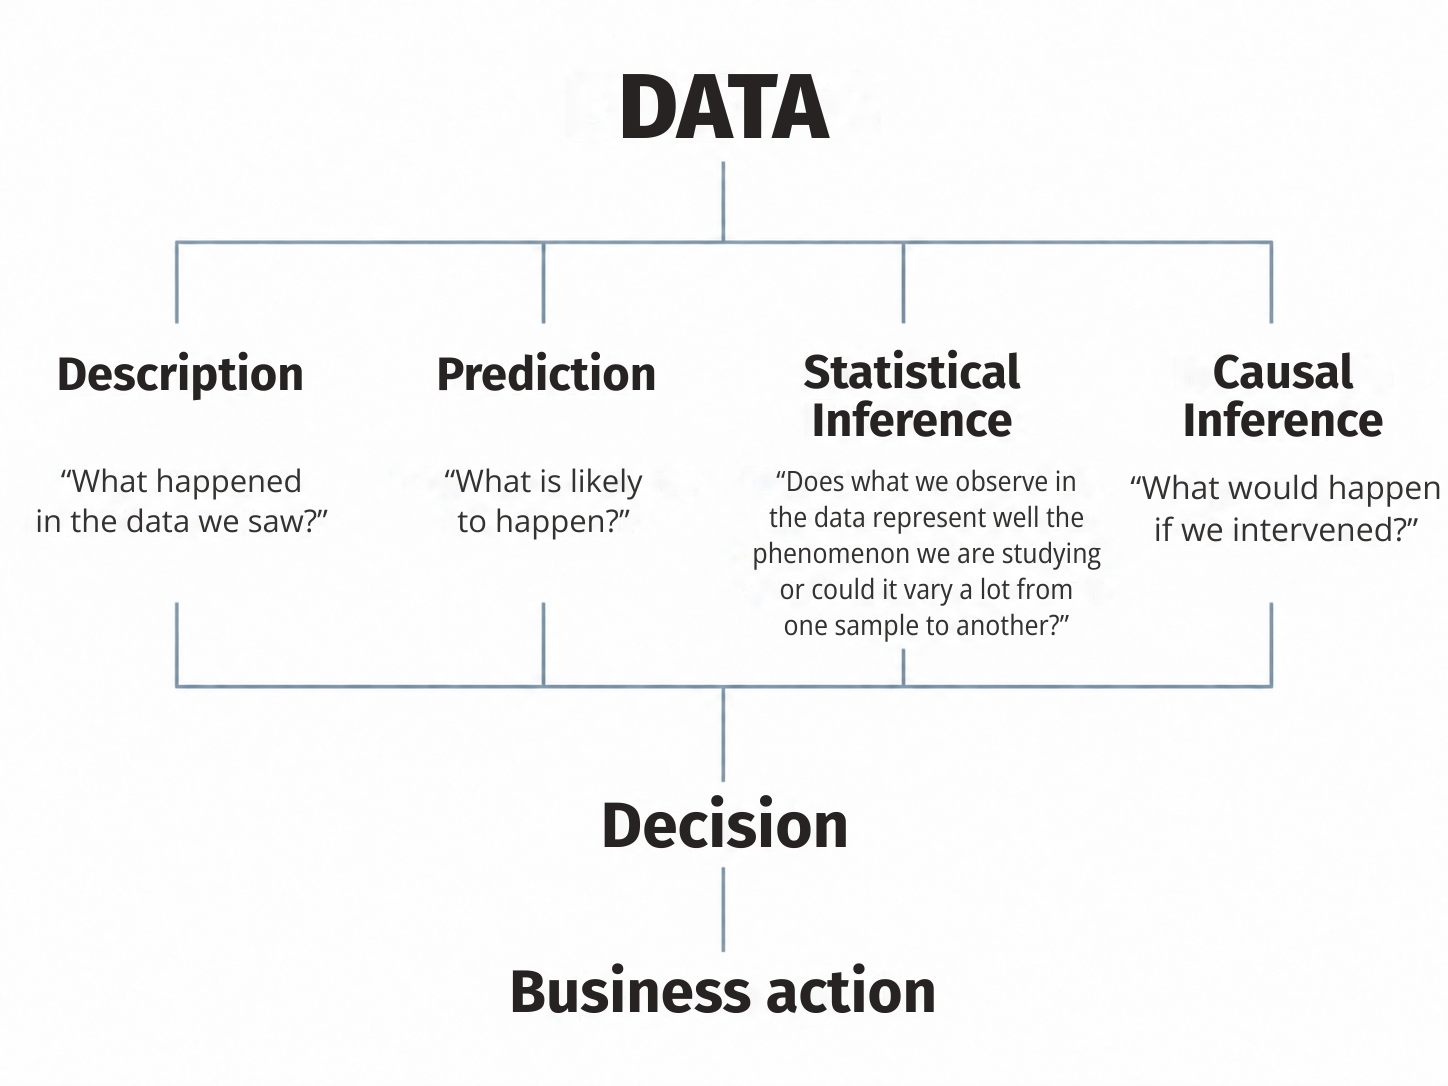 DATA
Description
“What happened
in the data we saw?”
Prediction
“What is likely
to happen?”
Statistical
Inference
“Does what we observe in
the data represent well the
phenomenon we are studying
or could it vary a lot from
one sample to another?”
Causal
Inference
“What would happen
if we intervened?”
Decision
Business action